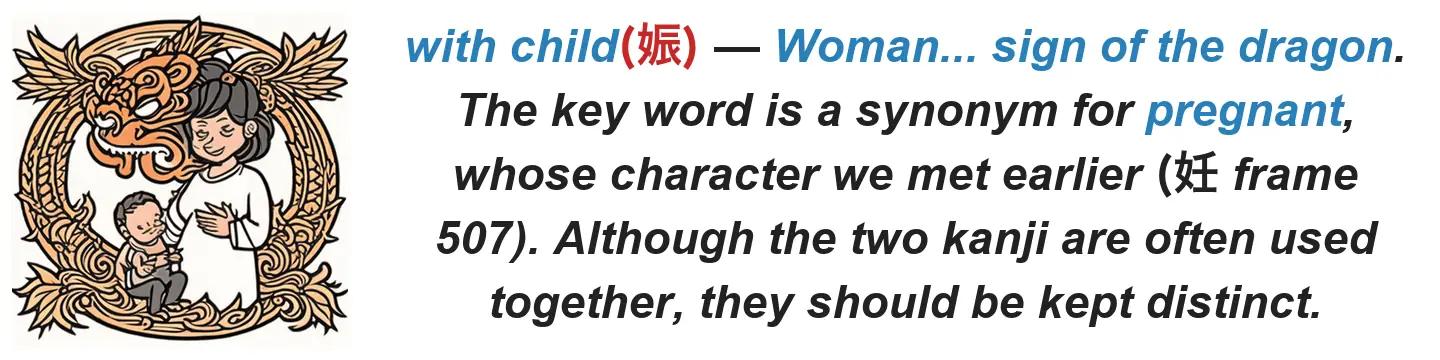 with child(娠) — Woman... sign of the dragon.
The key word is a synonym for pregnant,
whose character we met earlier (妊 frame
507). Although the two kanji are often used
together, they should be kept distinct.